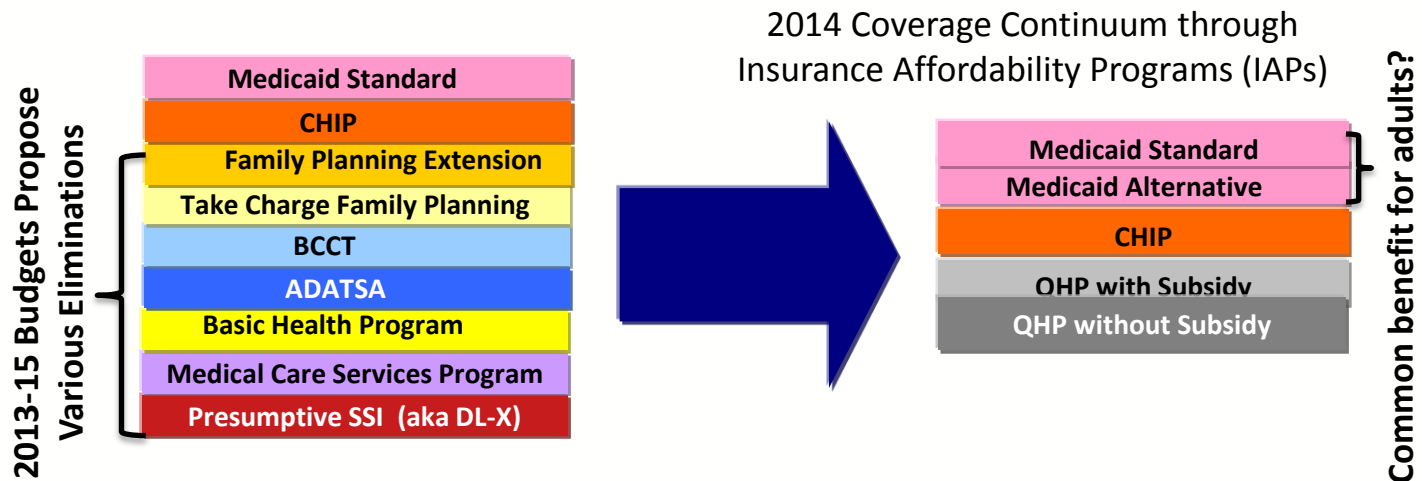 2013-15 Budgets Propose
Various Eliminations
Medicaid Standard
CHIP
Family Planning Extension
Take Charge Family Planning
BCCT
ADATSA
Basic Health Program
Medical Care Services Program
Presumptive SSI (aka DL-X)
2014 Coverage Continuum through
Insurance Affordability Programs (IAPs)
Medicaid Standard
Medicaid Alternative
CHIP
QHP with Subsidy
QHP without Subsidy
Common benefit for adults?